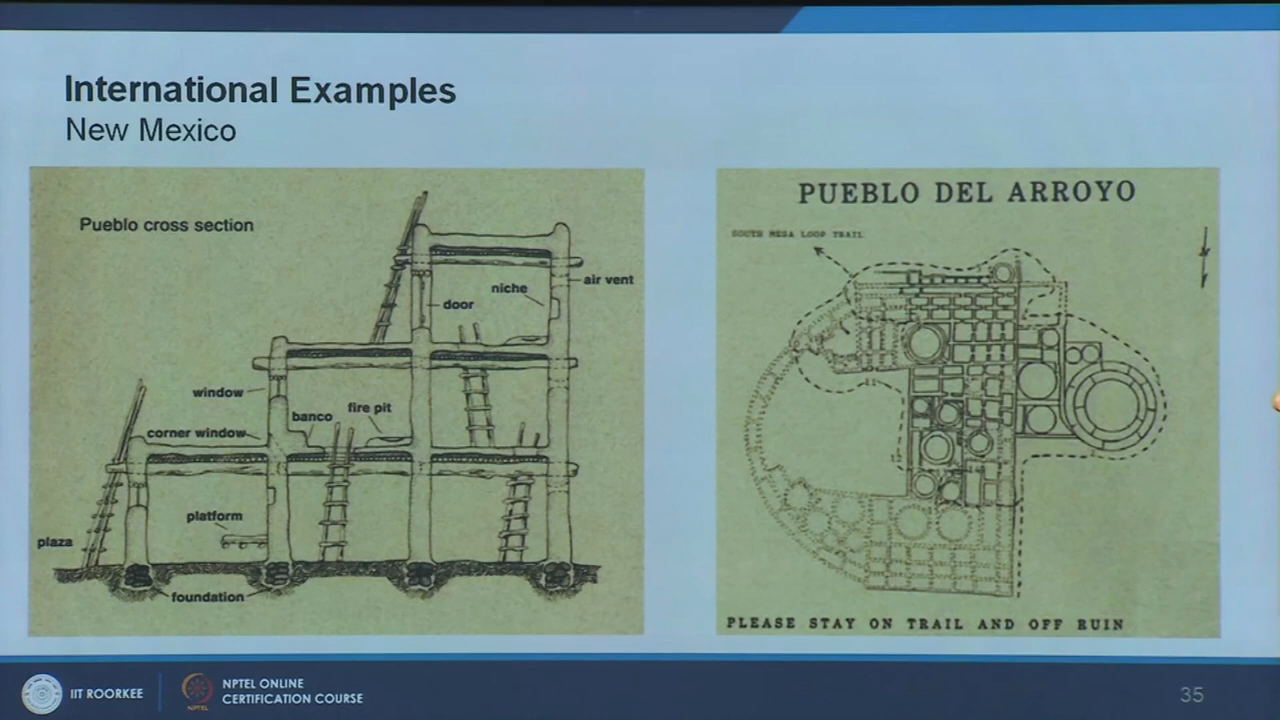 International Examples
New Mexico
Pueblo cross section
air vent
niche
door
window
banco
fire pit
corner window
platform
plaza
foundation
PUEBLO DEL ARROYO
SOUTH MESA LOOP TRAIL
PLEASE STAY ON TRAIL AND OFF RUIN
IIT ROORKEE
NPTEL
NPTEL ONLINE
CERTIFICATION COURSE
35